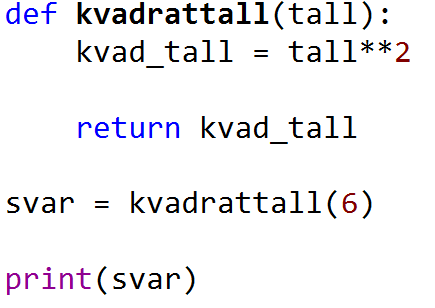 def kvadrattall(tall):
    kvad_tall = tall**2
    return kvad_tall
svar = kvadrattall(6)
print(svar)